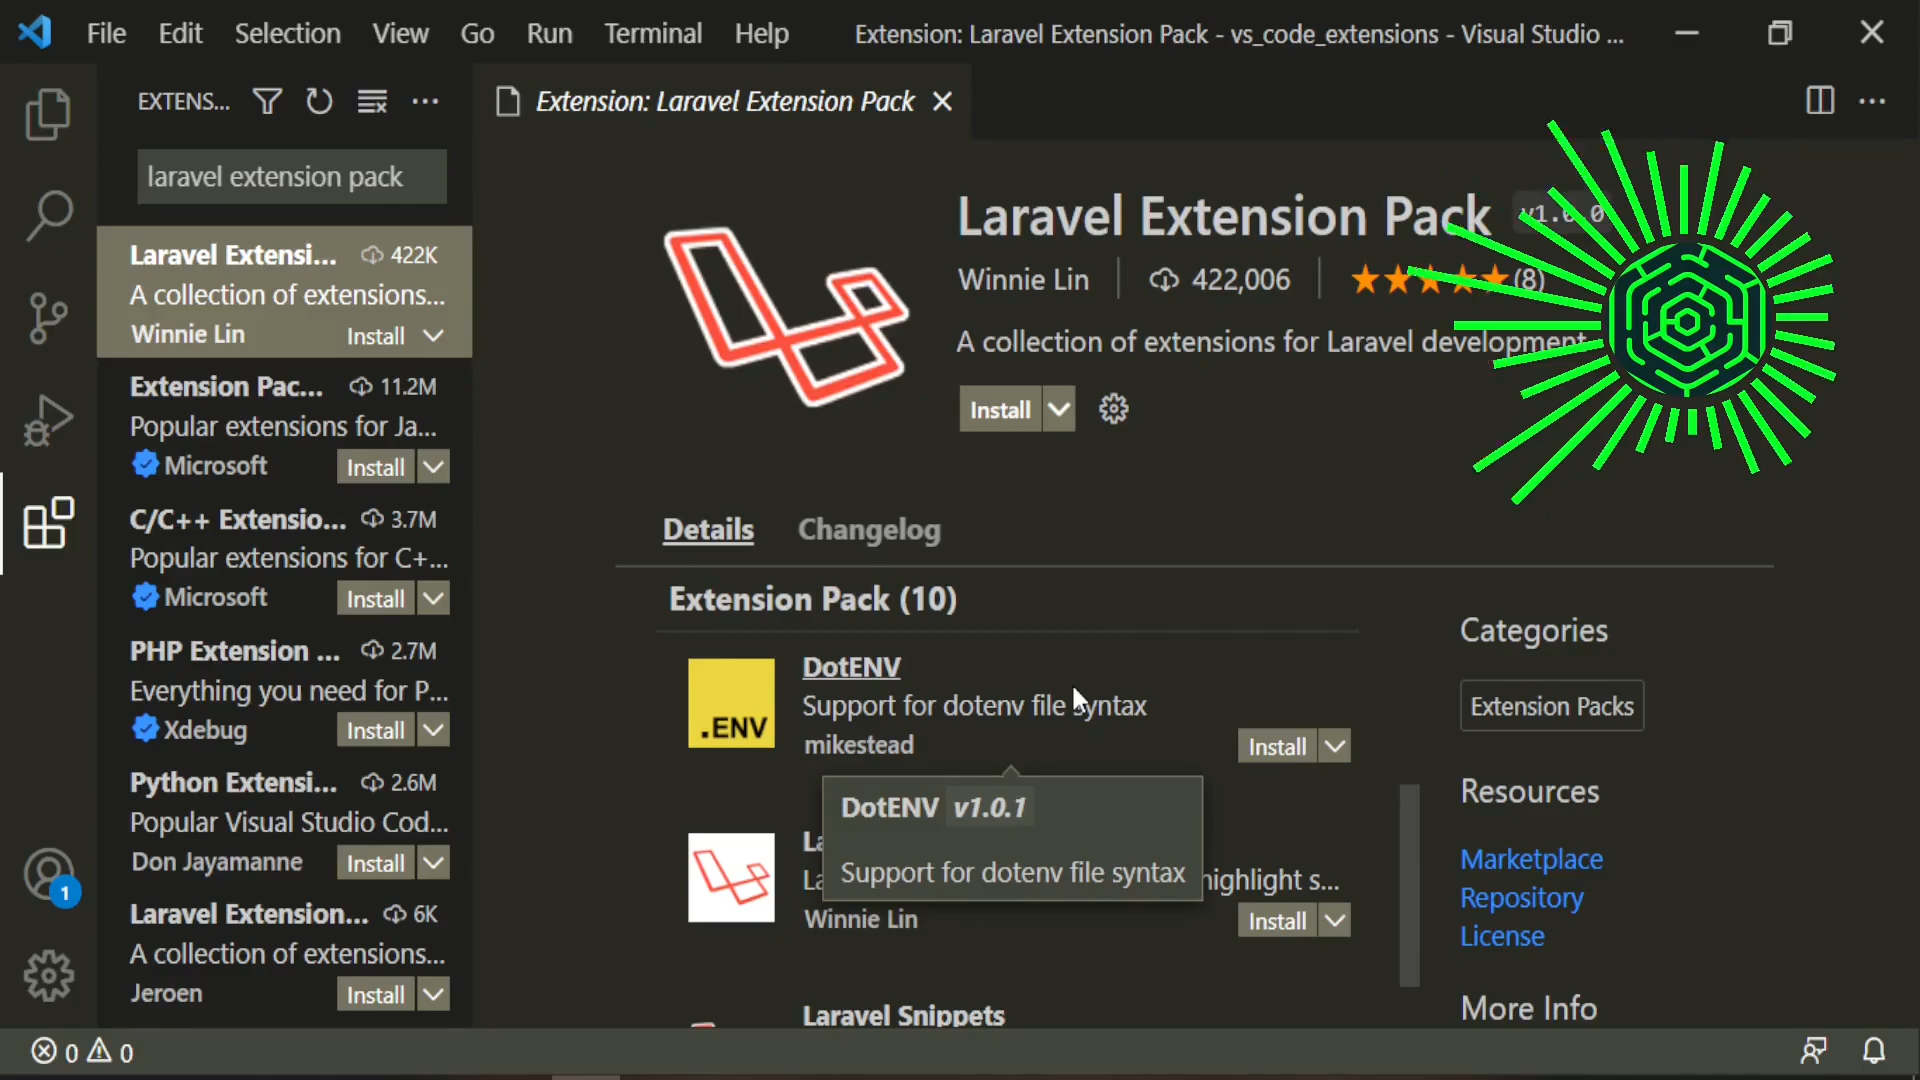 File Edit Selection View Go Run Terminal Help
Extension: Laravel Extension Pack - vs_code_extensions - Visual Studio ...
EXTENS...
Extension: Laravel Extension Pack
laravel extension pack
Laravel Extensi... 422K
A collection of extensions...
Winnie Lin Install
Extension Pac... 11.2M
Popular extensions for Ja...
Microsoft Install
C/C++ Extensio... 3.7M
Popular extensions for C+...
Microsoft Install
PHP Extension ... 2.7M
Everything you need for P...
Xdebug Install
Python Extensi... 2.6M
Popular Visual Studio Cod...
Don Jayamanne Install
Laravel Extension... 6K
A collection of extensions...
Jeroen Install
1
Laravel Extension Pack
Winnie Lin 422,006 (8)
A collection of extensions for Laravel development
Install
Details Changelog
Extension Pack (10)
DotENV
Support for dotenv file syntax
mikestead Install
.ENV
DotENV v1.0.1
Support for dotenv file syntax
highlight s...
Winnie Lin Install
Laravel Snippets
Categories
Extension Packs
Resources
Marketplace
Repository
License
More Info
0 0